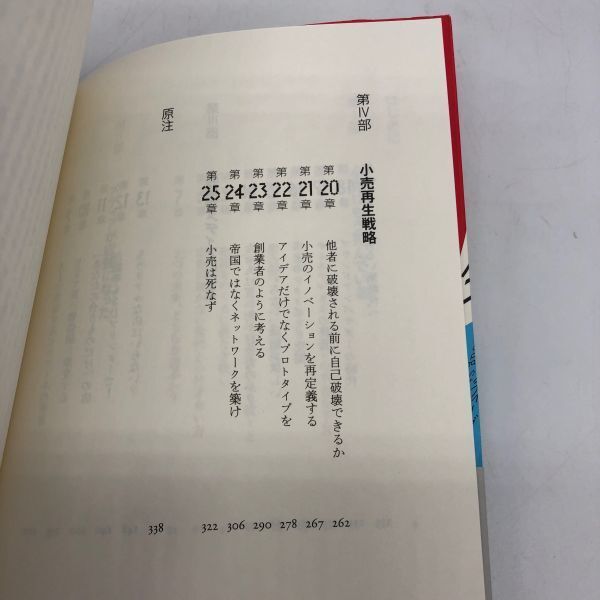 第Ⅳ部 小売再生戦略
第20章 他者に破壊される前に自己破壊できるか 262
第21章 小売のイノベーションを再定義する 267
第22章 アイデアだけでなくプロトタイプを 278
第23章 創業者のように考える 290
第24章 帝国ではなくネットワークを築け 306
第25章 小売は死なず 322
原注 338